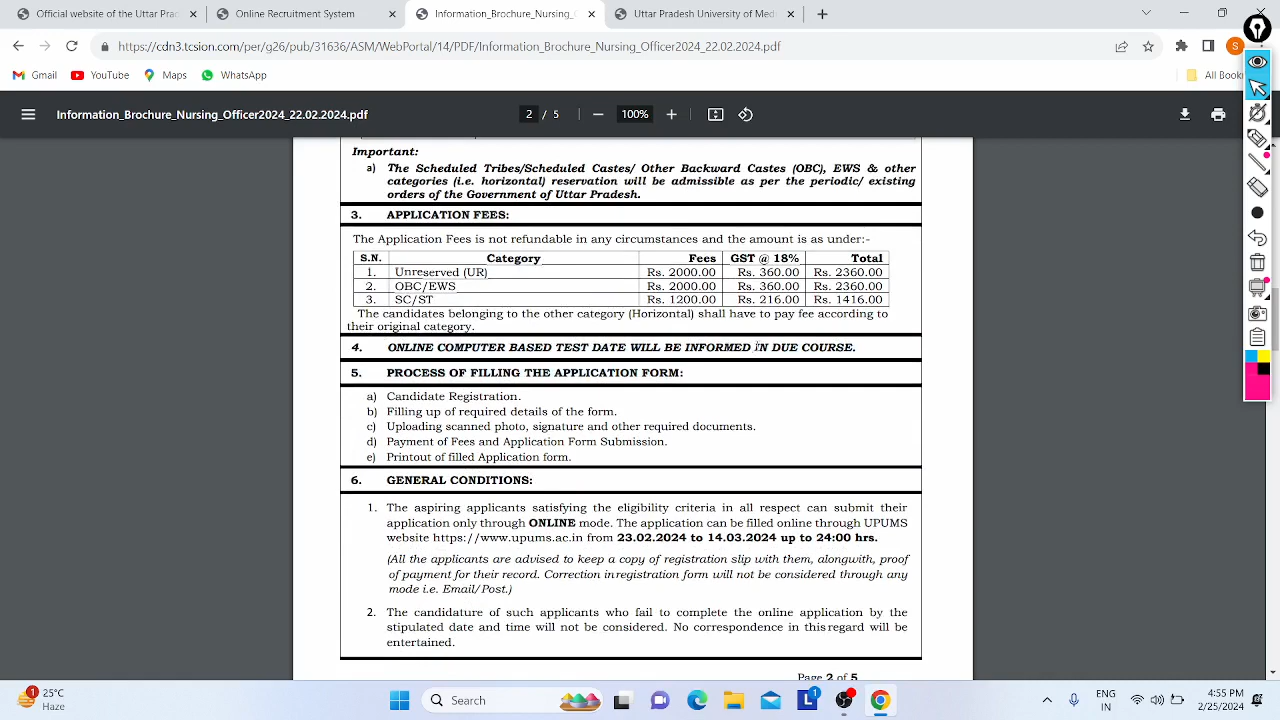 Official website of the Uttar Prac
Online Recruitment System
Information_Brochure_Nursing_O
Uttar Pradesh University of Med
https://cdn3.tcsion.com/per/g26/pub/31636/ASM/WebPortal/14/PDF/Information_Brochure_Nursing_Officer2024_22.02.2024.pdf
S
Gmail
YouTube
Maps
WhatsApp
All Book
Information_Brochure_Nursing_Officer2024_22.02.2024.pdf
2 / 5
100%
Important:
a) The Scheduled Tribes/Scheduled Castes/ Other Backward Castes (OBC), EWS & other
categories (i.e. horizontal) reservation will be admissible as per the periodic/ existing
orders of the Government of Uttar Pradesh.
3. APPLICATION FEES:
The Application Fees is not refundable in any circumstances and the amount is as under:-
S.N. Category Fees GST @ 18% Total
1. Unreserved (UR) Rs. 2000.00 Rs. 360.00 Rs. 2360.00
2. OBC/EWS Rs. 2000.00 Rs. 360.00 Rs. 2360.00
3. SC/ST Rs. 1200.00 Rs. 216.00 Rs. 1416.00
The candidates belonging to the other category (Horizontal) shall have to pay fee according to
their original category.
4. ONLINE COMPUTER BASED TEST DATE WILL BE INFORMED IN DUE COURSE.
5. PROCESS OF FILLING THE APPLICATION FORM:
a) Candidate Registration.
b) Filling up of required details of the form.
c) Uploading scanned photo, signature and other required documents.
d) Payment of Fees and Application Form Submission.
e) Printout of filled Application form.
6. GENERAL CONDITIONS:
1. The aspiring applicants satisfying the eligibility criteria in all respect can submit their
application only through ONLINE mode. The application can be filled online through UPUMS
website https://www.upums.ac.in from 23.02.2024 to 14.03.2024 up to 24:00 hrs.
(All the applicants are advised to keep a copy of registration slip with them, alongwith, proof
of payment for their record. Correction in registration form will not be considered through any
mode i.e. Email/Post.)
2. The candidature of such applicants who fail to complete the online application by the
stipulated date and time will not be considered. No correspondence in this regard will be
entertained.
Page 2 of 5
1
25°C
Haze
Search
L
1
ENG
IN
4:55 PM
2/25/2024